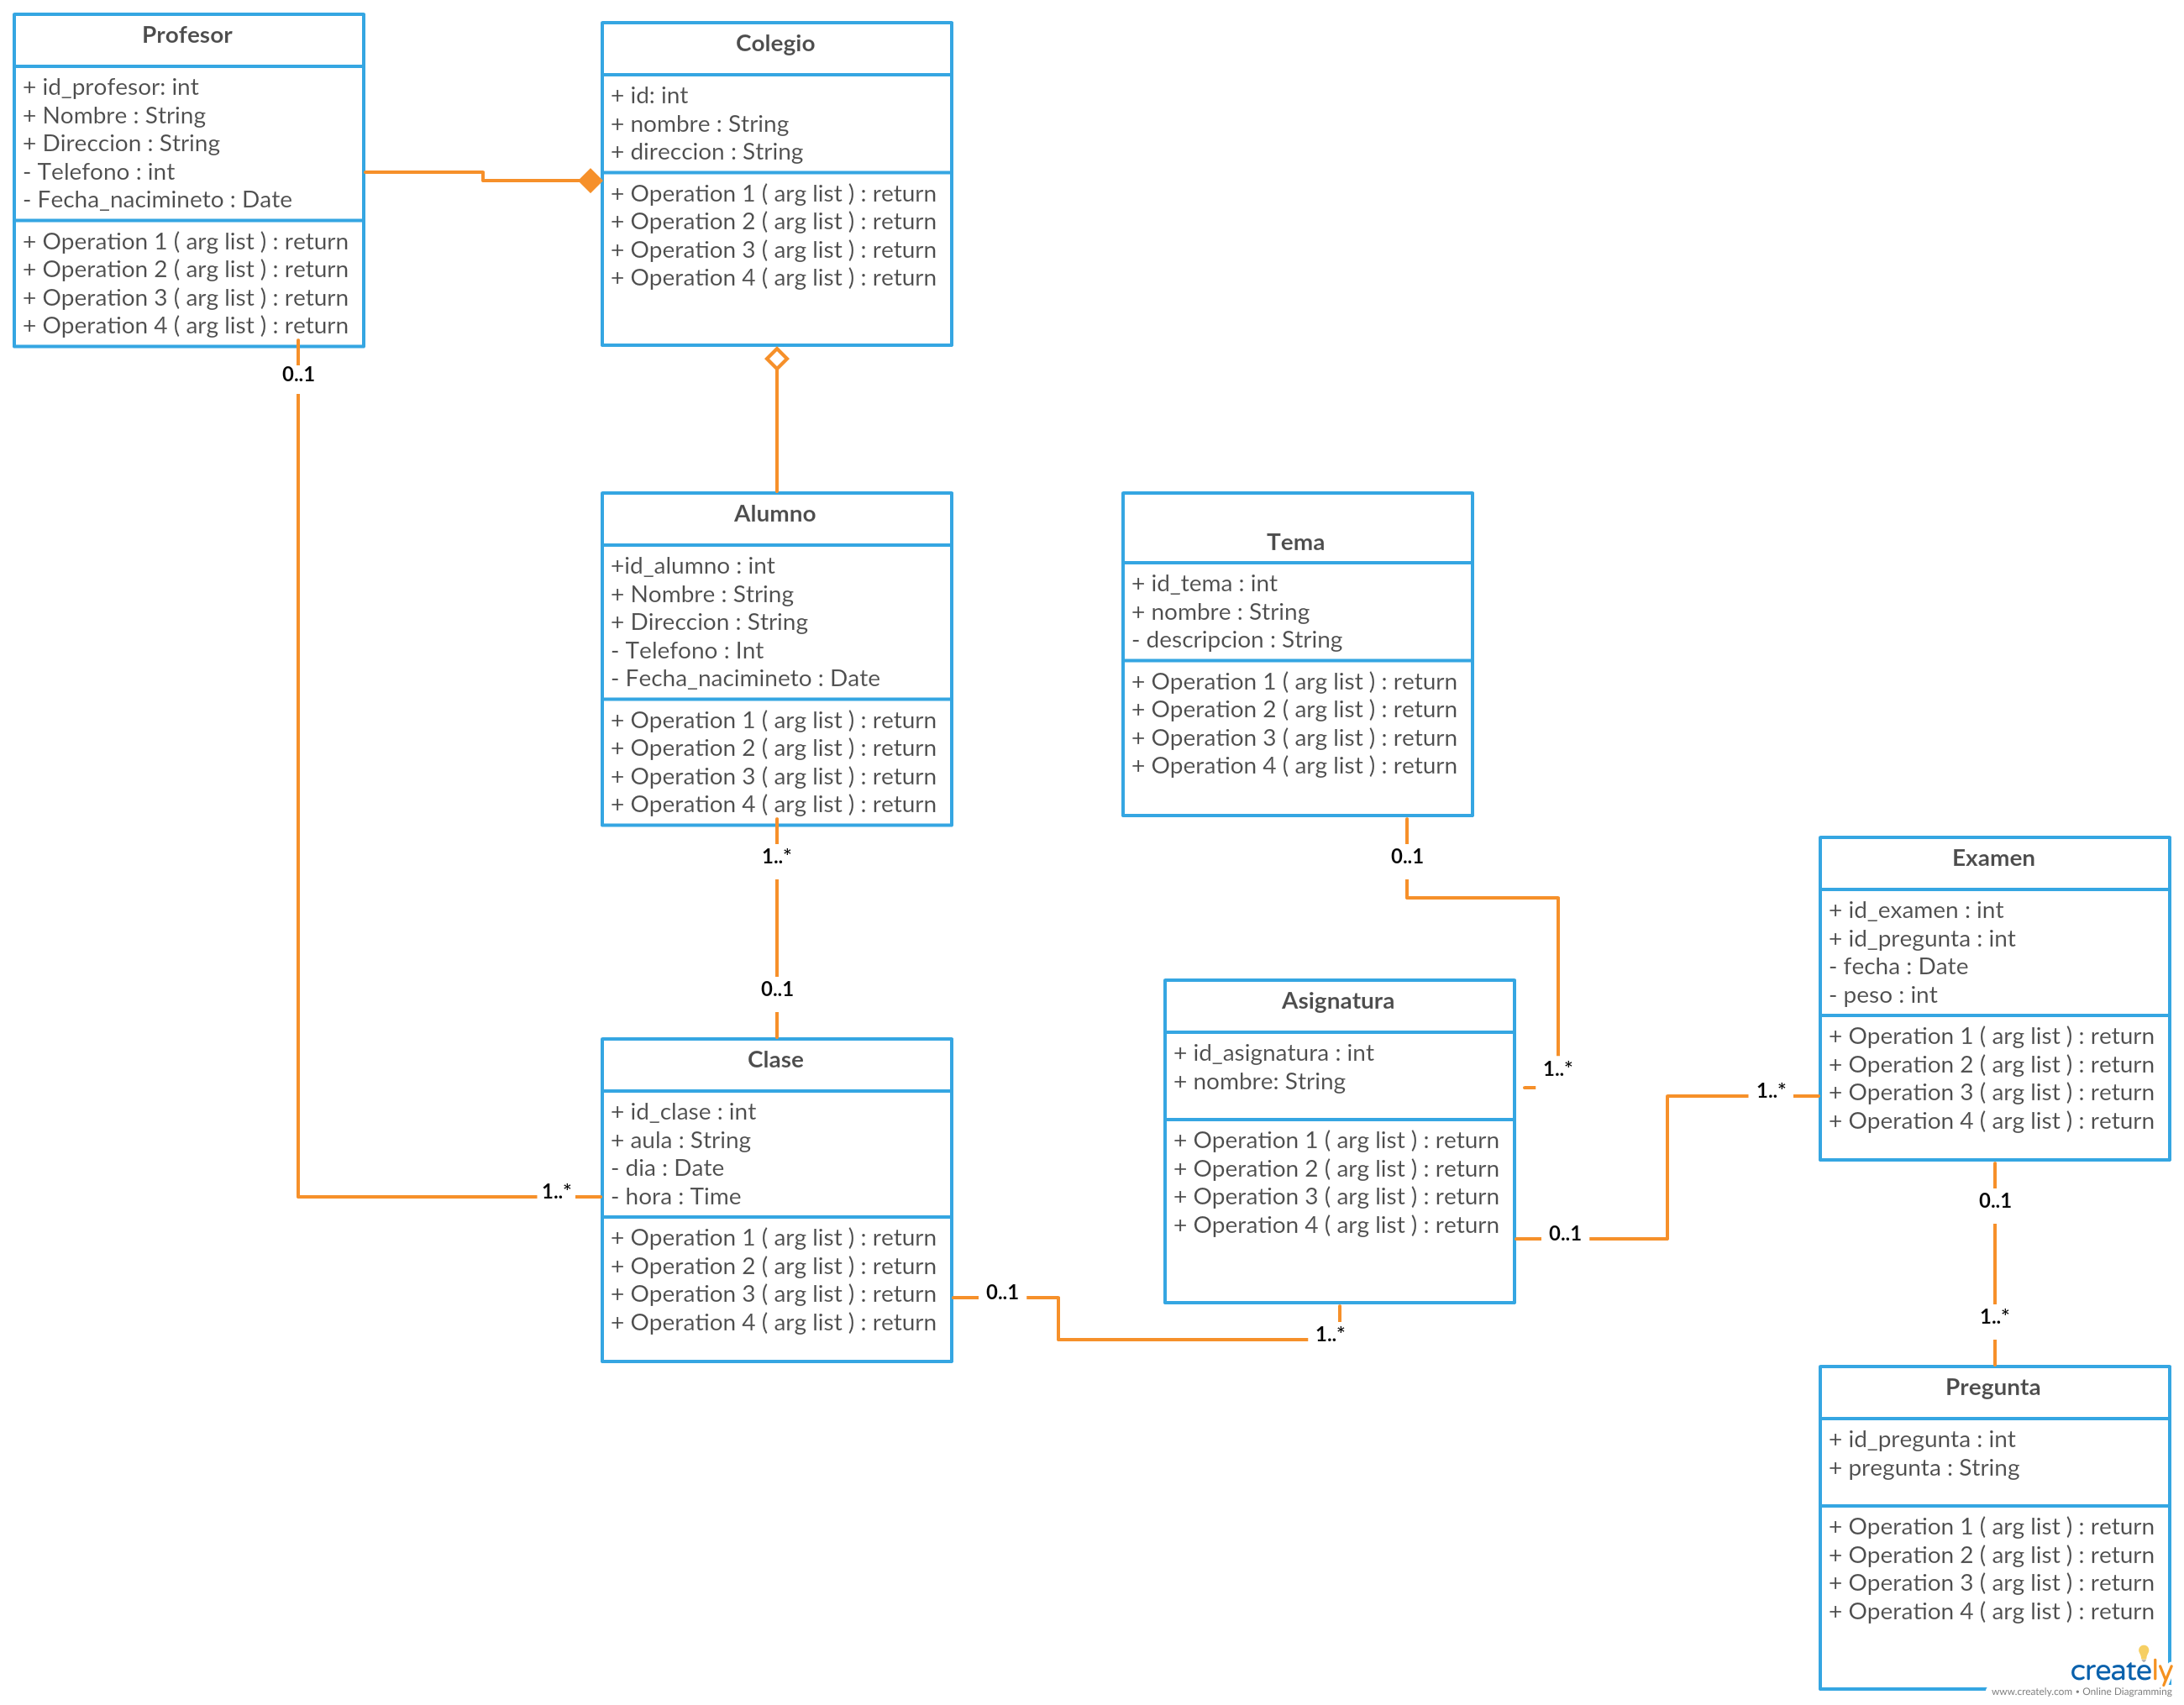 Profesor
+ id_profesor: int
+ Nombre : String
+ Direccion : String
- Telefono : int
- Fecha_nacimineto : Date
+ Operation 1 ( arg list ) : return
+ Operation 2 ( arg list ) : return
+ Operation 3 ( arg list ) : return
+ Operation 4 ( arg list ) : return
0..1
Colegio
+ id: int
+ nombre : String
+ direccion : String
+ Operation 1 ( arg list ) : return
+ Operation 2 ( arg list ) : return
+ Operation 3 ( arg list ) : return
+ Operation 4 ( arg list ) : return
Alumno
+id_alumno : int
+ Nombre : String
+ Direccion : String
- Telefono : Int
- Fecha_nacimineto : Date
+ Operation 1 ( arg list ) : return
+ Operation 2 ( arg list ) : return
+ Operation 3 ( arg list ) : return
+ Operation 4 ( arg list ) : return
1..*
0..1
Clase
+ id_clase : int
+ aula : String
- dia : Date
- hora : Time
1..*
+ Operation 1 ( arg list ) : return
+ Operation 2 ( arg list ) : return
+ Operation 3 ( arg list ) : return
+ Operation 4 ( arg list ) : return
0..1
Tema
+ id_tema : int
+ nombre : String
- descripcion : String
+ Operation 1 ( arg list ) : return
+ Operation 2 ( arg list ) : return
+ Operation 3 ( arg list ) : return
+ Operation 4 ( arg list ) : return
0..1
1..*
Asignatura
+ id_asignatura : int
+ nombre: String
+ Operation 1 ( arg list ) : return
+ Operation 2 ( arg list ) : return
+ Operation 3 ( arg list ) : return
+ Operation 4 ( arg list ) : return
0..1
1..*
1..*
Examen
+ id_examen : int
+ id_pregunta : int
- fecha : Date
- peso : int
+ Operation 1 ( arg list ) : return
+ Operation 2 ( arg list ) : return
+ Operation 3 ( arg list ) : return
+ Operation 4 ( arg list ) : return
0..1
1..*
Pregunta
+ id_pregunta : int
+ pregunta : String
+ Operation 1 ( arg list ) : return
+ Operation 2 ( arg list ) : return
+ Operation 3 ( arg list ) : return
+ Operation 4 ( arg list ) : return
creately
www.creately.com • Online Diagramming